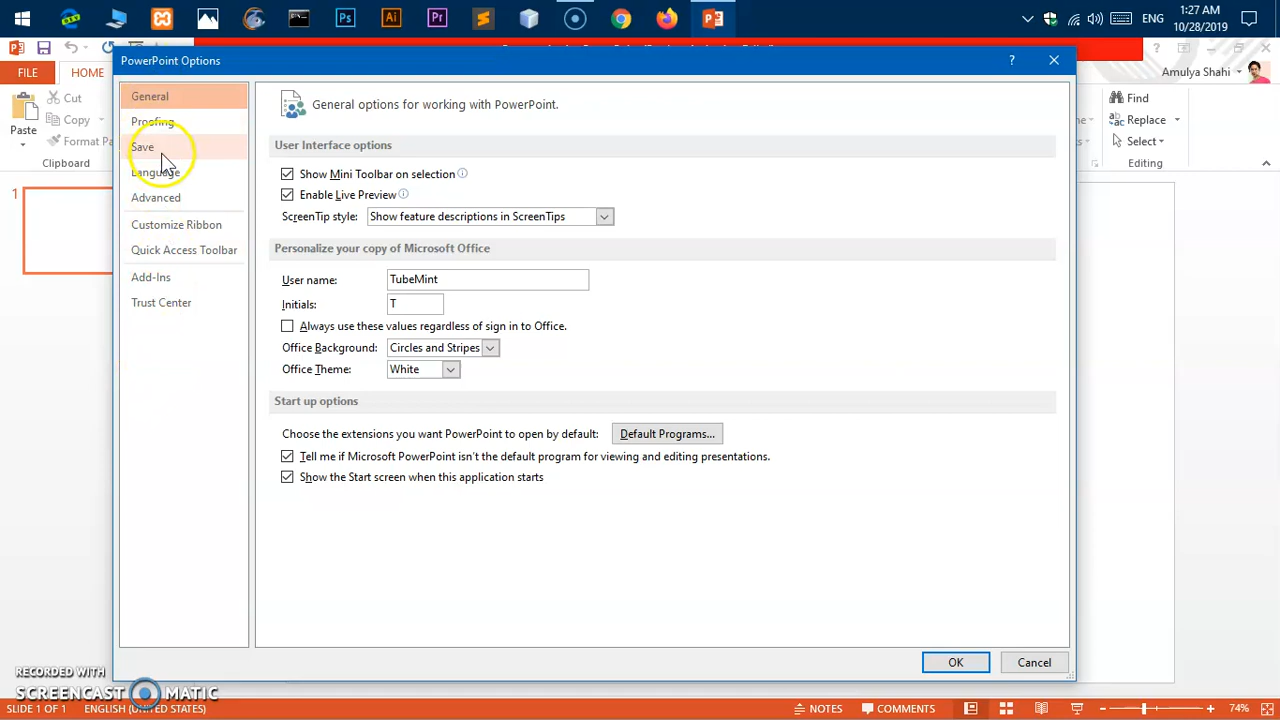 1:27 AM
ENG
10/28/2019
FILE
HOME
Amulya Shahi
Paste
Cut
Copy
Format Pa
Clipboard
Find
Replace
Select
Editing
1
PowerPoint Options
General
Proofing
Save
Language
Advanced
Customize Ribbon
Quick Access Toolbar
Add-Ins
Trust Center
General options for working with PowerPoint.
User Interface options
Show Mini Toolbar on selection
Enable Live Preview
ScreenTip style: Show feature descriptions in ScreenTips
Personalize your copy of Microsoft Office
User name: TubeMint
Initials: T
Always use these values regardless of sign in to Office.
Office Background: Circles and Stripes
Office Theme: White
Start up options
Choose the extensions you want PowerPoint to open by default: Default Programs...
Tell me if Microsoft PowerPoint isn't the default program for viewing and editing presentations.
Show the Start screen when this application starts
OK
Cancel
RECORDED WITH
SCREENCAST MATIC
SLIDE 1 OF 1
ENGLISH (UNITED STATES)
NOTES
COMMENTS
74%